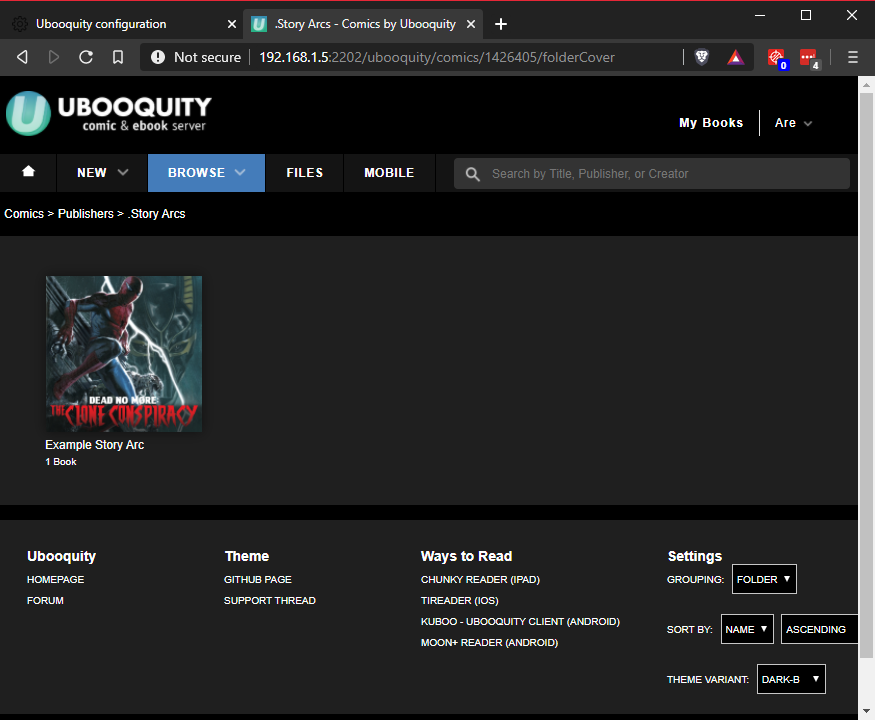 Ubooquity configuration
.Story Arcs - Comics by Ubooquity
Not secure
192.168.1.5:2202/ubooquity/comics/1426405/folderCover
0
4
UBOOQUITY
comic & ebook server
My Books
Are
NEW
BROWSE
FILES
MOBILE
Search by Title, Publisher, or Creator
Comics > Publishers > .Story Arcs
DEAD NO MORE:
THE CLONE CONSPIRACY
Example Story Arc
1 Book
Ubooquity
HOMEPAGE
FORUM
Theme
GITHUB PAGE
SUPPORT THREAD
Ways to Read
CHUNKY READER (IPAD)
TIREADER (IOS)
KUBOO - UBOOQUITY CLIENT (ANDROID)
MOON+ READER (ANDROID)
Settings
GROUPING: FOLDER
SORT BY: NAME ASCENDING
THEME VARIANT: DARK-B